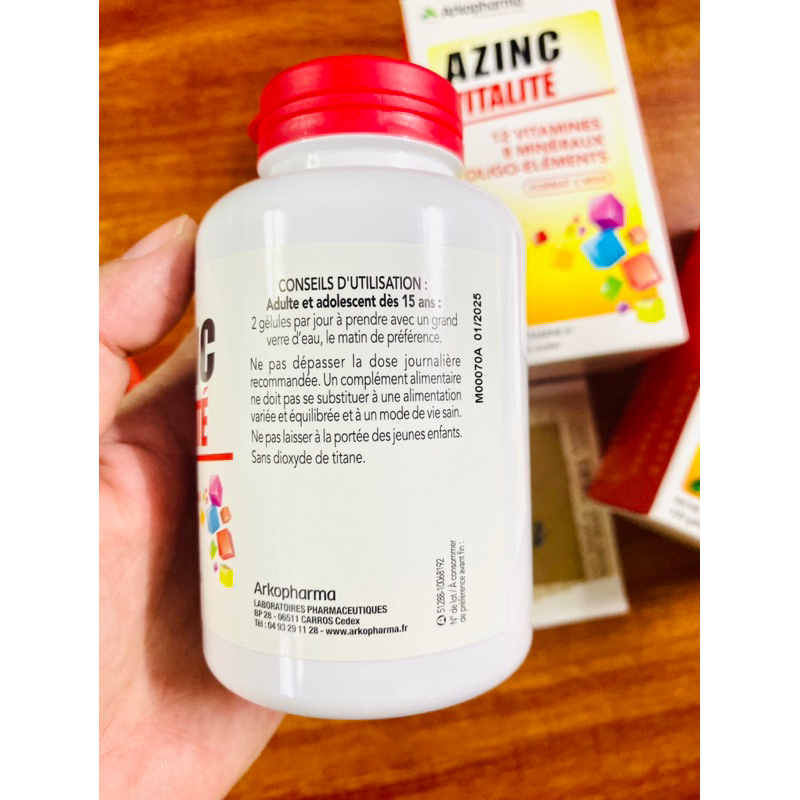 Arkopharma
AZINC
VITALITÉ
12 VITAMINES
8 MINÉRAUX
OLIGO-ÉLÉMENTS
C
TÉ
CONSEILS D'UTILISATION :
Adulte et adolescent dès 15 ans :
2 gélules par jour à prendre avec un grand
verre d'eau, le matin de préférence.
Ne pas dépasser la dose journalière
recommandée. Un complément alimentaire
ne doit pas se substituer à une alimentation
variée et équilibrée et à un mode de vie sain.
Ne pas laisser à la portée des jeunes enfants.
Sans dioxyde de titane.
M00070A 01/2025
Arkopharma
LABORATOIRES PHARMACEUTIQUES
BP 28 - 06511 CARROS Cedex
Tél : 04 93 29 11 28 - www.arkopharma.fr
51288-10068192
N° de lot / À consommer
de préférence avant fin :